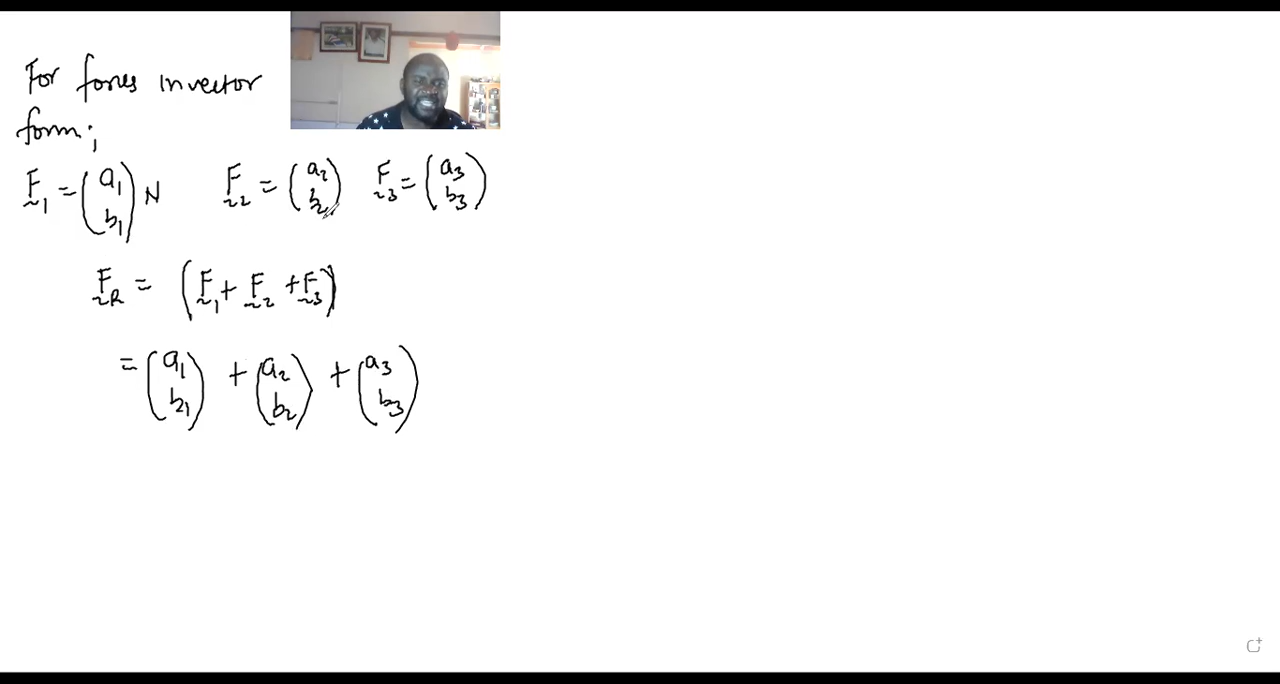 For forces in vector
form;
F₁ = (a₁ b₁) N F₂ = (a₂ b₂) F₃ = (a₃ b₃)
F_R = (F₁ + F₂ + F₃)
= (a₁ b₁) + (a₂ b₂) + (a₃ b₃)